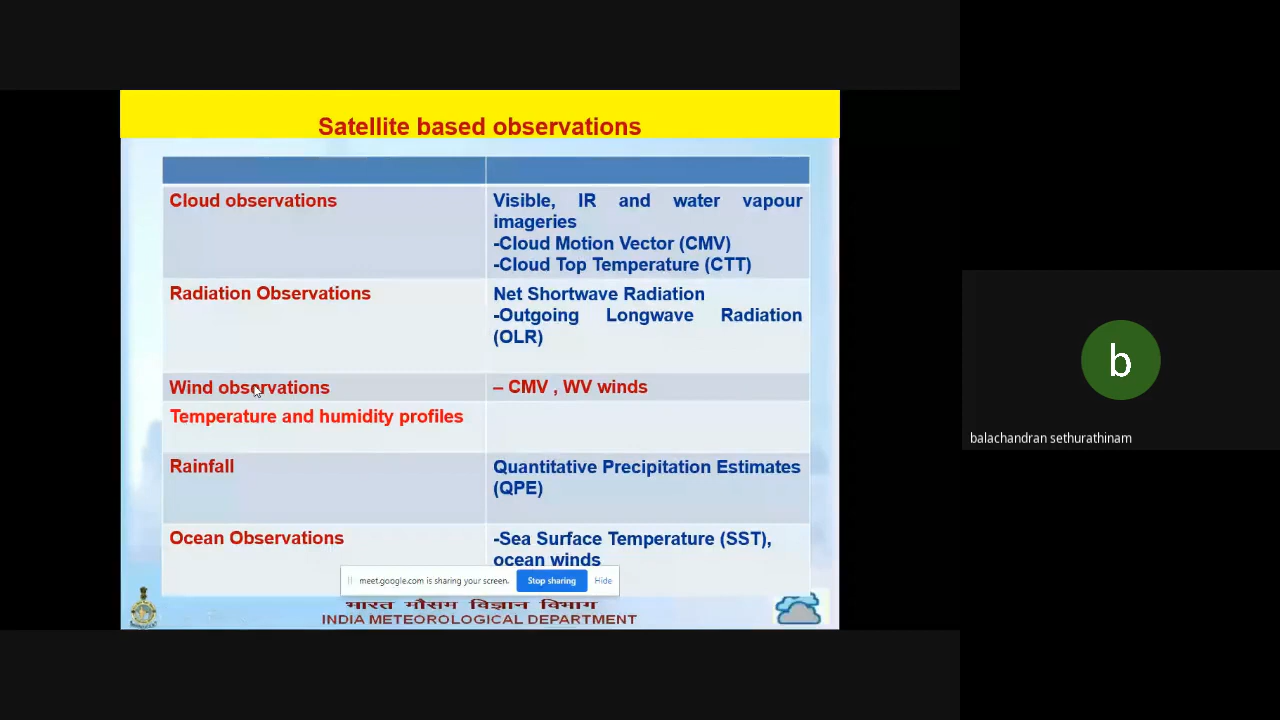 Satellite based observations
Cloud observations
Visible, IR and water vapour
imageries
-Cloud Motion Vector (CMV)
-Cloud Top Temperature (CTT)
Radiation Observations
Net Shortwave Radiation
-Outgoing Longwave Radiation
(OLR)
Wind observations
– CMV , WV winds
Temperature and humidity profiles
Rainfall
Quantitative Precipitation Estimates
(QPE)
Ocean Observations
-Sea Surface Temperature (SST),
ocean winds
meet.google.com is sharing your screen.
Stop sharing
Hide
भारत मौसम विज्ञान विभाग
INDIA METEOROLOGICAL DEPARTMENT
b
balachandran sethurathinam